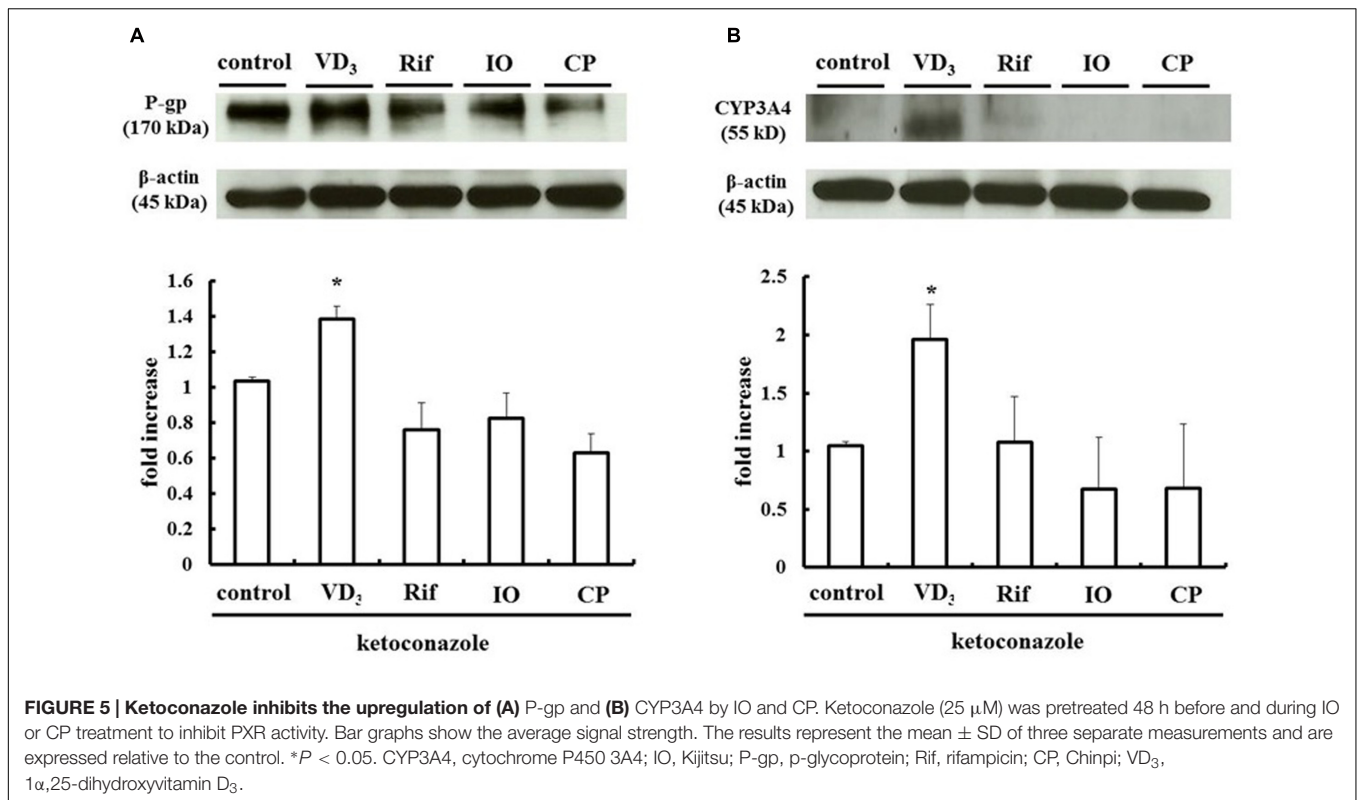 A
control VD₃ Rif IO CP
P-gp
(170 kDa)
β-actin
(45 kDa)
1.6
1.4
1.2
1
0.8
0.6
0.4
0.2
0
fold increase
*
control VD₃ Rif IO CP
ketoconazole
B
control VD₃ Rif IO CP
CYP3A4
(55 kD)
β-actin
(45 kDa)
2.5
2
1.5
1
0.5
0
fold increase
*
control VD₃ Rif IO CP
ketoconazole
FIGURE 5 | Ketoconazole inhibits the upregulation of (A) P-gp and (B) CYP3A4 by IO and CP. Ketoconazole (25 μM) was pretreated 48 h before and during IO
or CP treatment to inhibit PXR activity. Bar graphs show the average signal strength. The results represent the mean ± SD of three separate measurements and are
expressed relative to the control. *P < 0.05. CYP3A4, cytochrome P450 3A4; IO, Kijitsu; P-gp, p-glycoprotein; Rif, rifampicin; CP, Chinpi; VD₃,
1α,25-dihydroxyvitamin D₃.